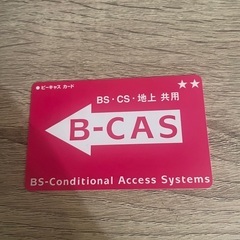 ●ビーキャス カード
★★
BS・CS・地上 共用
B-CAS
BS-Conditional Access Systems